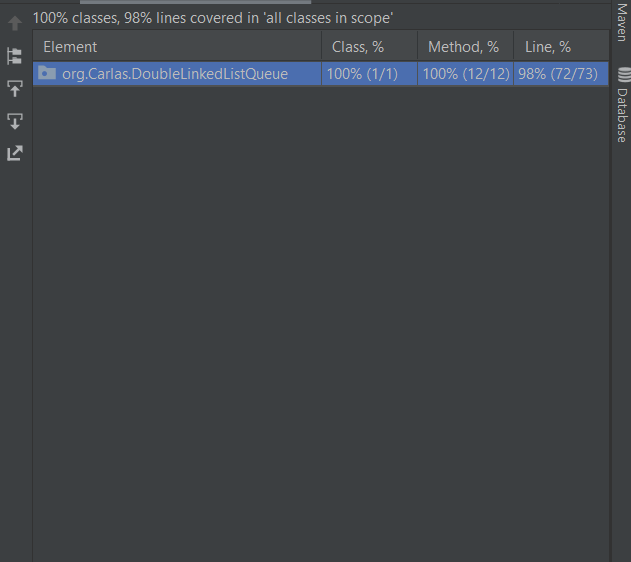 100% classes, 98% lines covered in 'all classes in scope'
Element Class, % Method, % Line, %
org.Carlas.DoubleLinkedListQueue 100% (1/1) 100% (12/12) 98% (72/73)
Maven
Database